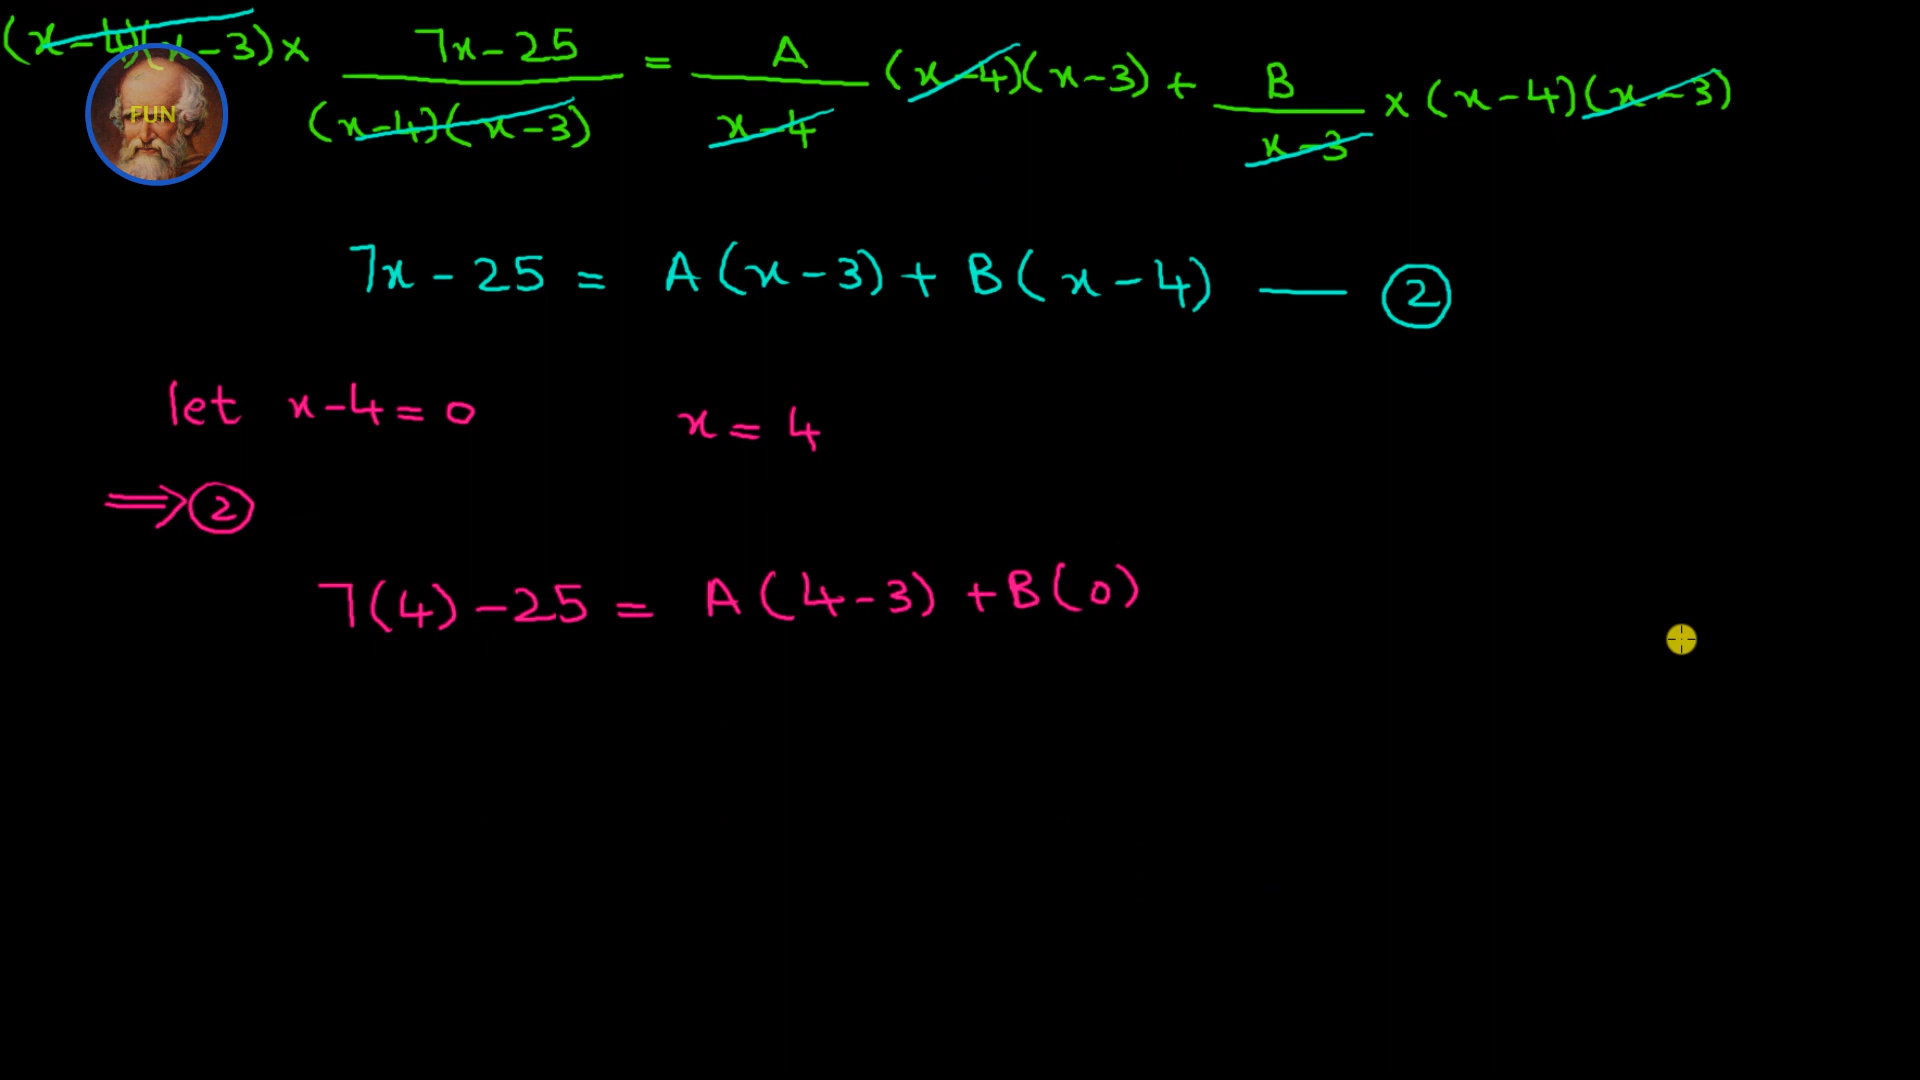 (x-4)(x-3) × (7x-25)/((x-4)(x-3)) = A/(x-4) (x-4)(x-3) + B/(x-3) × (x-4)(x-3)
FUN
7x - 25 = A(x-3) + B(x-4) — ②
let x-4=0 x = 4
⟹ ②
7(4) - 25 = A(4-3) + B(0)